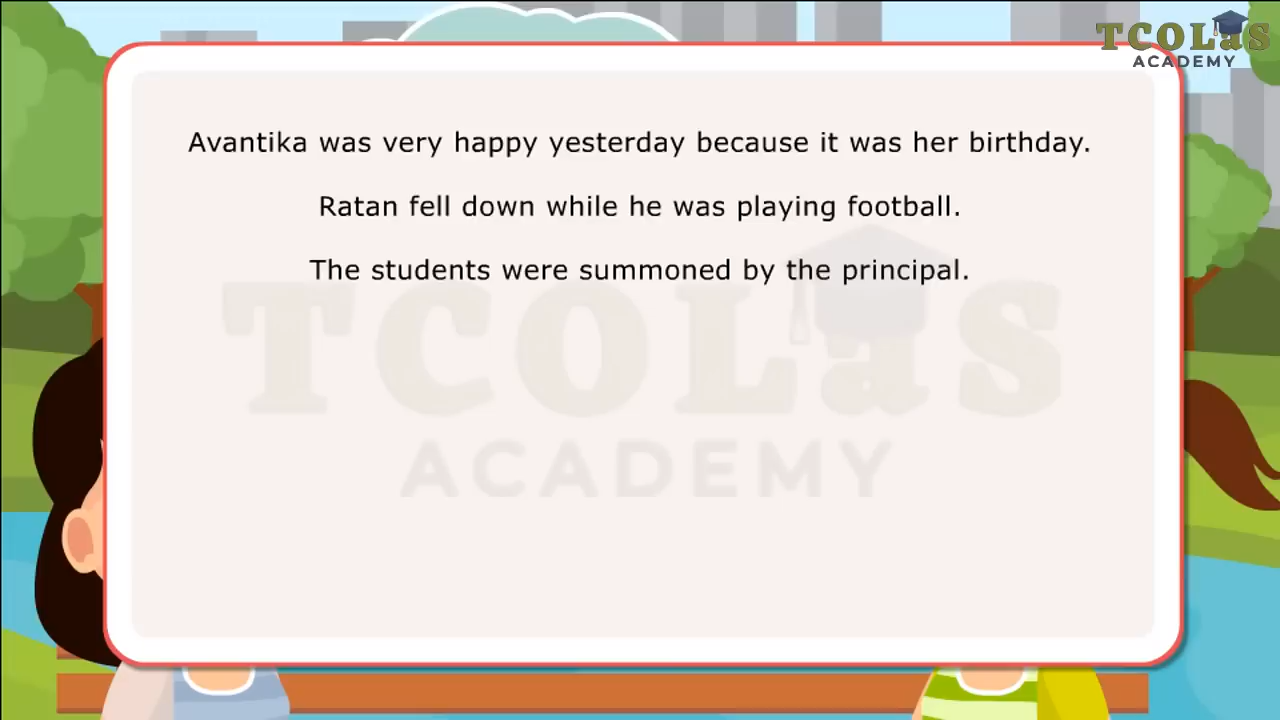 TCOLaS
ACADEMY
Avantika was very happy yesterday because it was her birthday.
Ratan fell down while he was playing football.
The students were summoned by the principal.
TCOLaS
ACADEMY